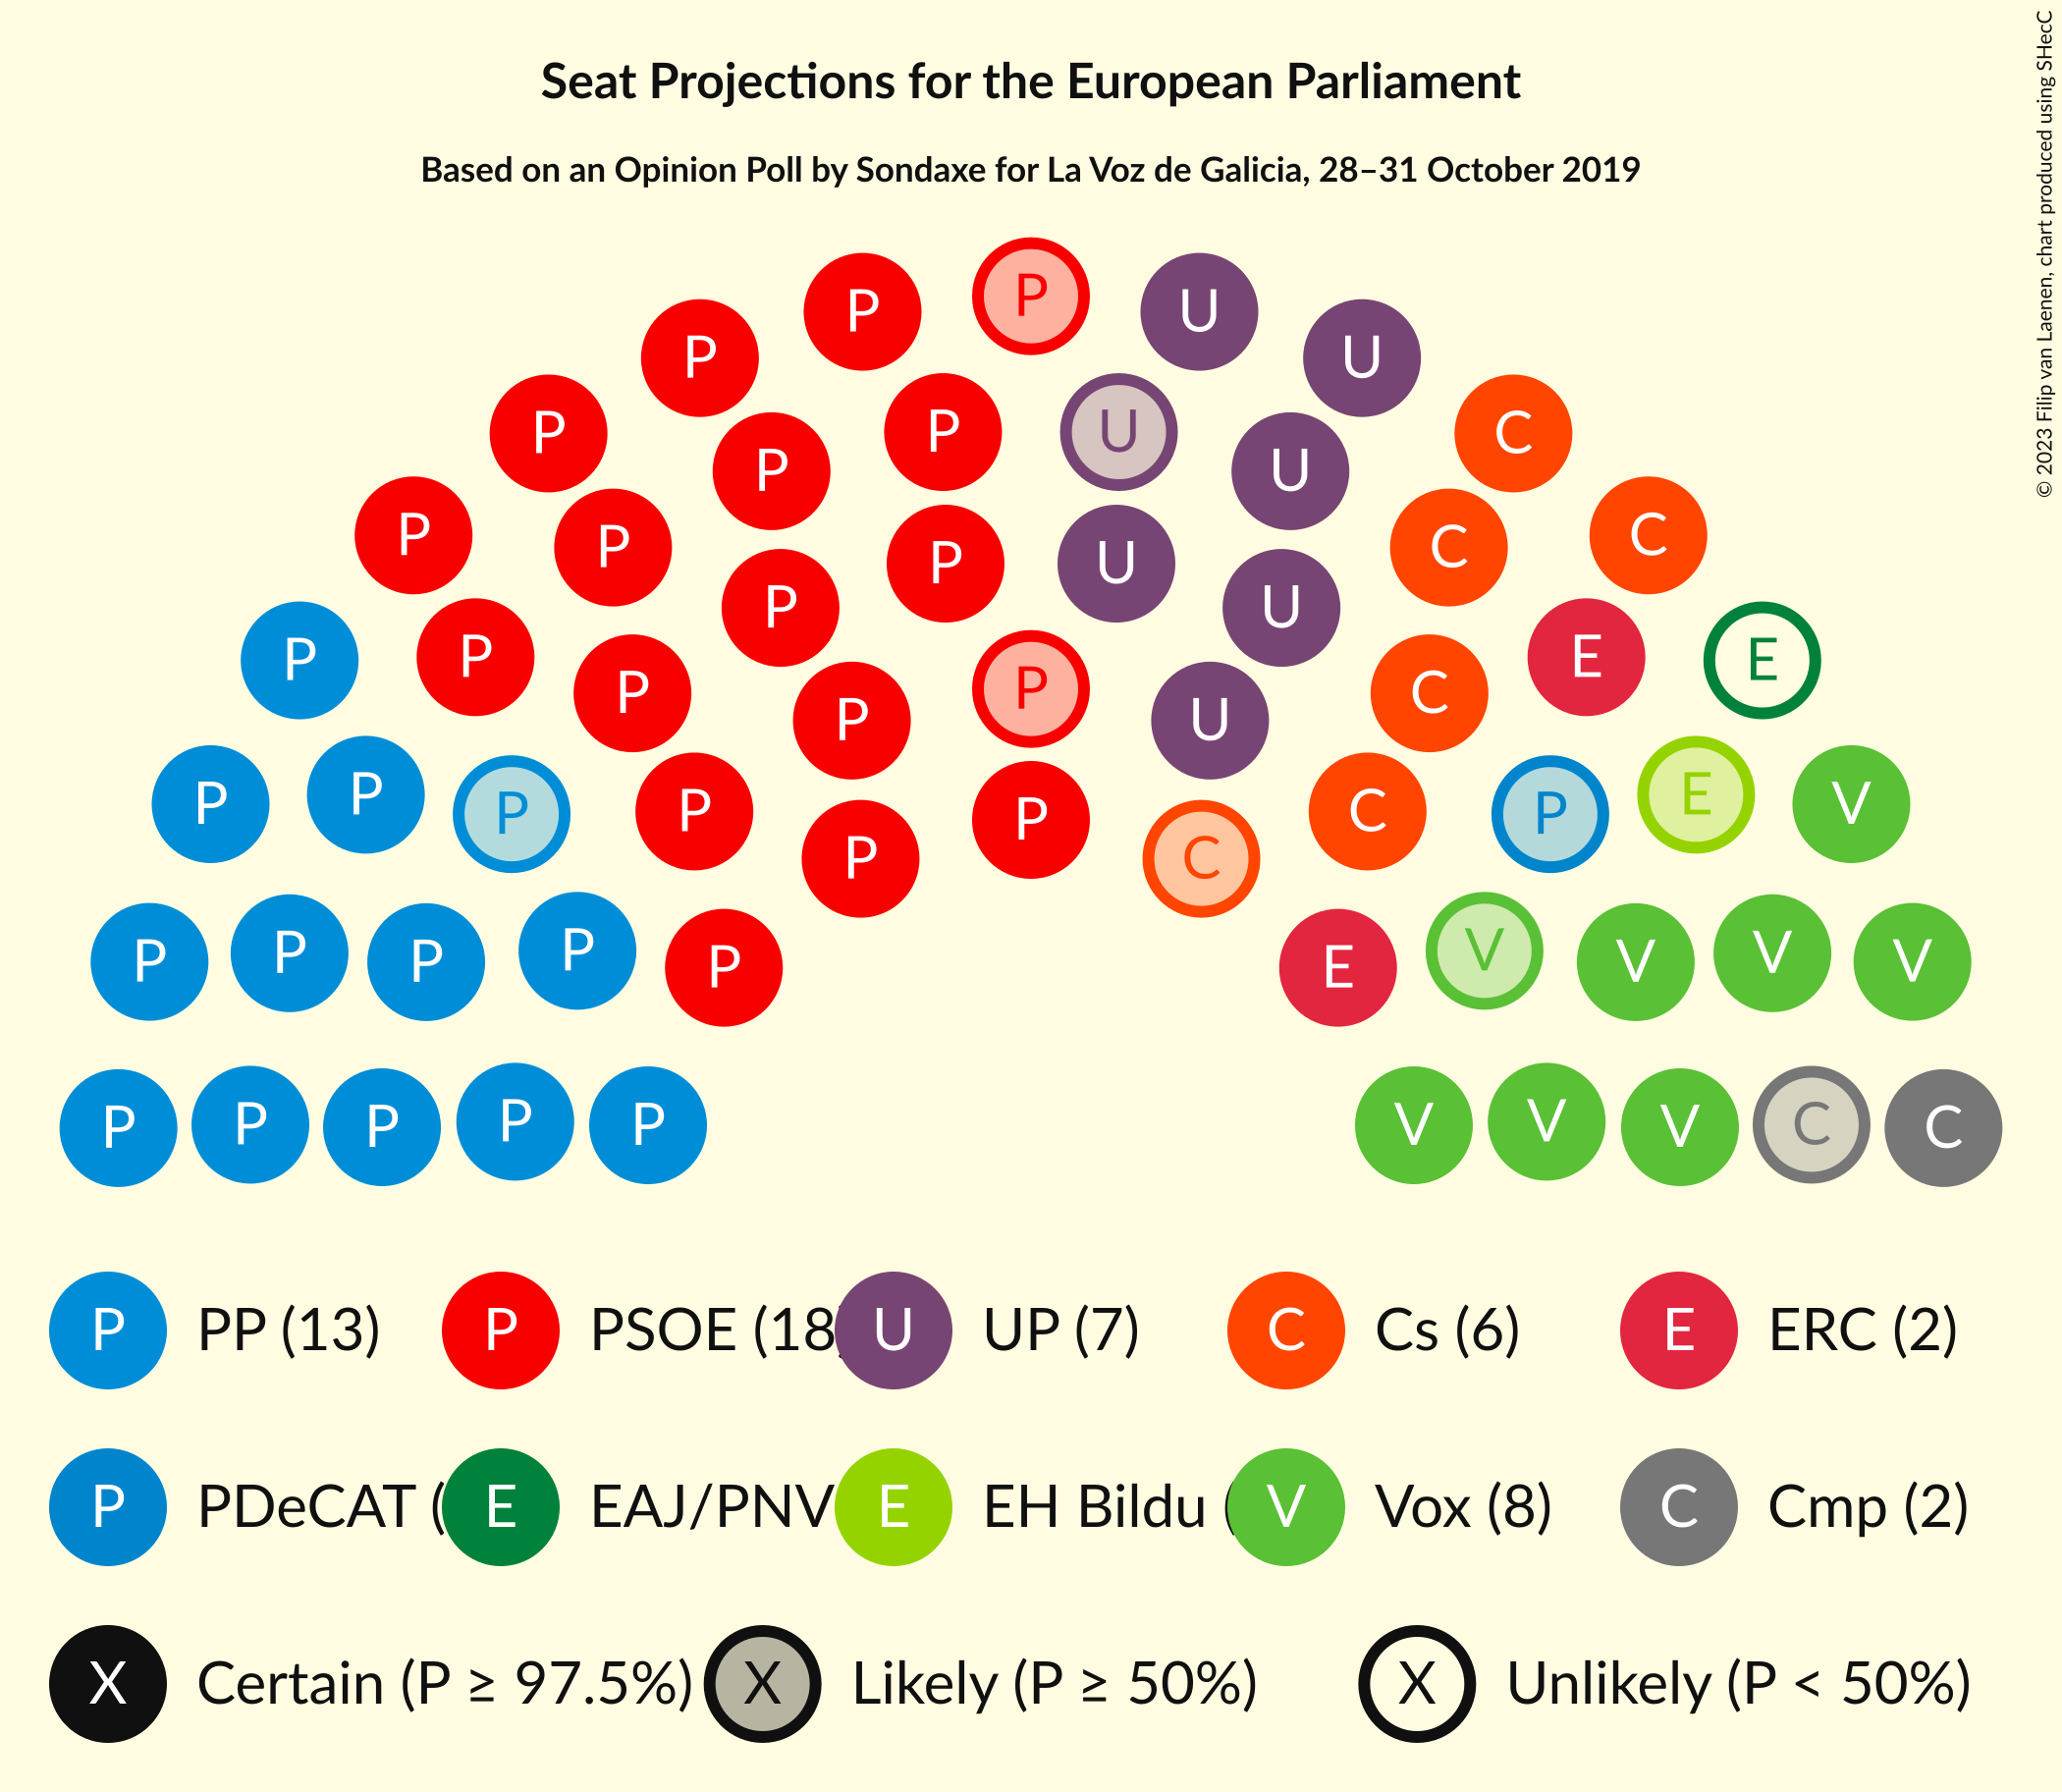 Seat Projections for the European Parliament
Based on an Opinion Poll by Sondaxe for La Voz de Galicia, 28–31 October 2019
© 2023 Filip van Laenen, chart produced using SHecC
P
P U
P U
P P U C
P U
P P P U C C
P U
P P P P C E E
P U
P P P P P C P E V
P C
P P P P P E V V V V
P P P P P V V V C C
P PP (13) P PSOE (18 U UP (7) C Cs (6) E ERC (2)
P PDeCAT ( E EAJ/PNV E EH Bildu ( V Vox (8) C Cmp (2)
X Certain (P ≥ 97.5%) X Likely (P ≥ 50%) X Unlikely (P < 50%)